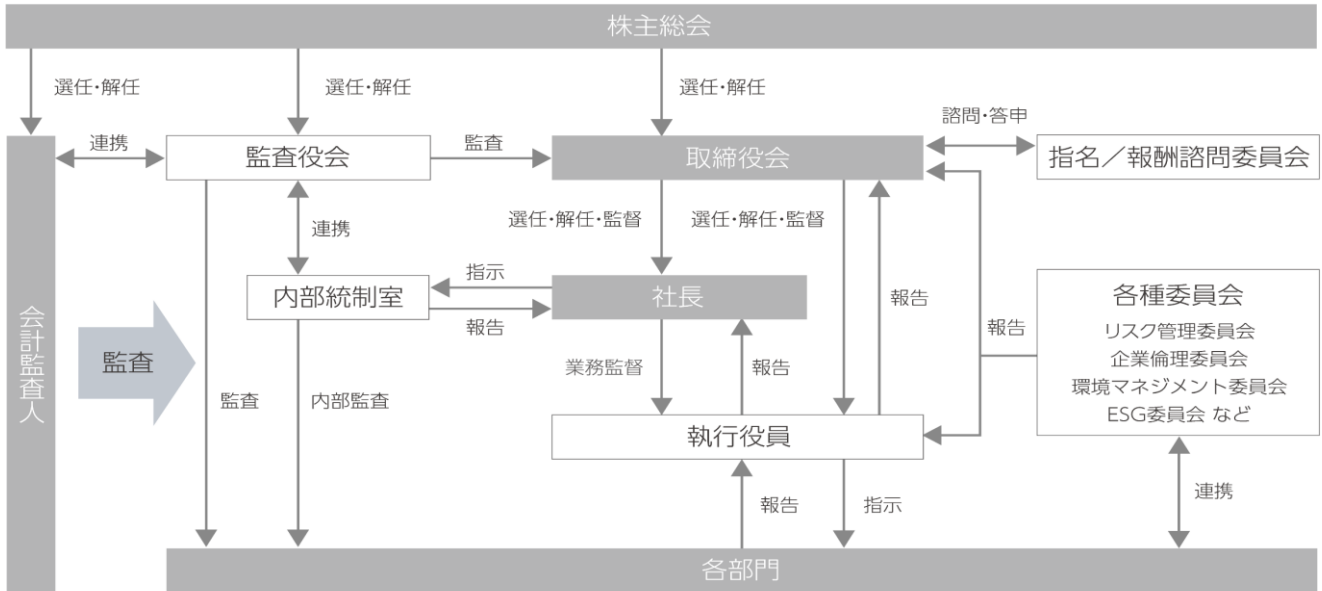 株主総会
選任・解任
選任・解任
選任・解任
連携
監査役会
監査
取締役会
諮問・答申
指名／報酬諮問委員会
連携
選任・解任・監督
選任・解任・監督
内部統制室
指示
報告
社長
報告
報告
各種委員会
リスク管理委員会
企業倫理委員会
環境マネジメント委員会
ESG委員会 など
会計監査人
監査
監査
内部監査
業務監督
報告
執行役員
報告
指示
連携
各部門